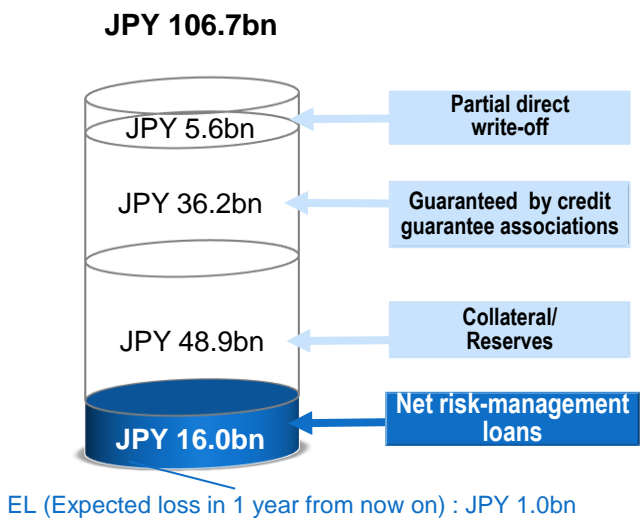 JPY 106.7bn
JPY 5.6bn
Partial direct
write-off
JPY 36.2bn
Guaranteed by credit
guarantee associations
JPY 48.9bn
Collateral/
Reserves
JPY 16.0bn
Net risk-management
loans
EL (Expected loss in 1 year from now on) : JPY 1.0bn